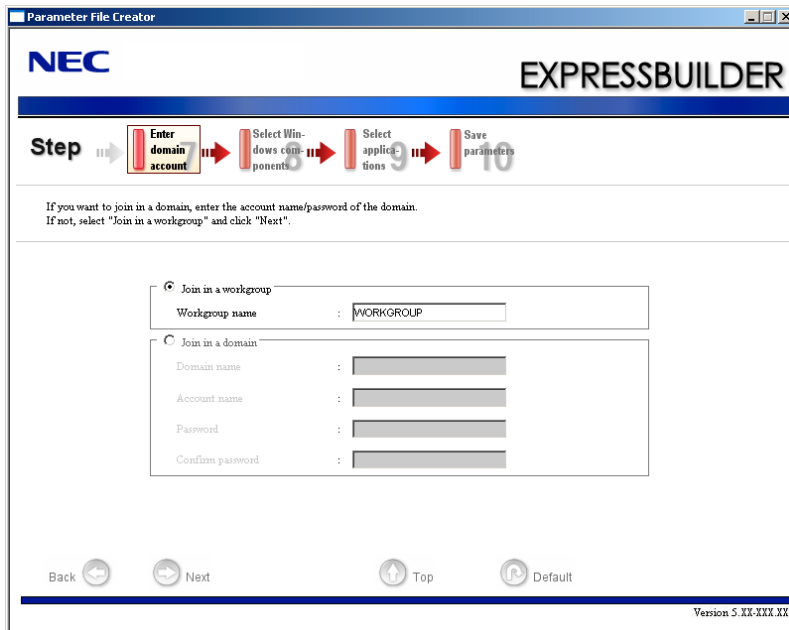 Parameter File Creator
NEC
EXPRESSBUILDER
Step
Enter
domain
account
7
Select Win-
dows com-
ponents
8
Select
applica-
tions
9
Save
parameters
10
If you want to join in a domain, enter the account name/password of the domain.
If not, select "Join in a workgroup" and click "Next".
Join in a workgroup
Workgroup name : WORKGROUP
Join in a domain
Domain name :
Account name :
Password :
Confirm password :
Back Next Top Default
Version 5.XX-XXX.XX